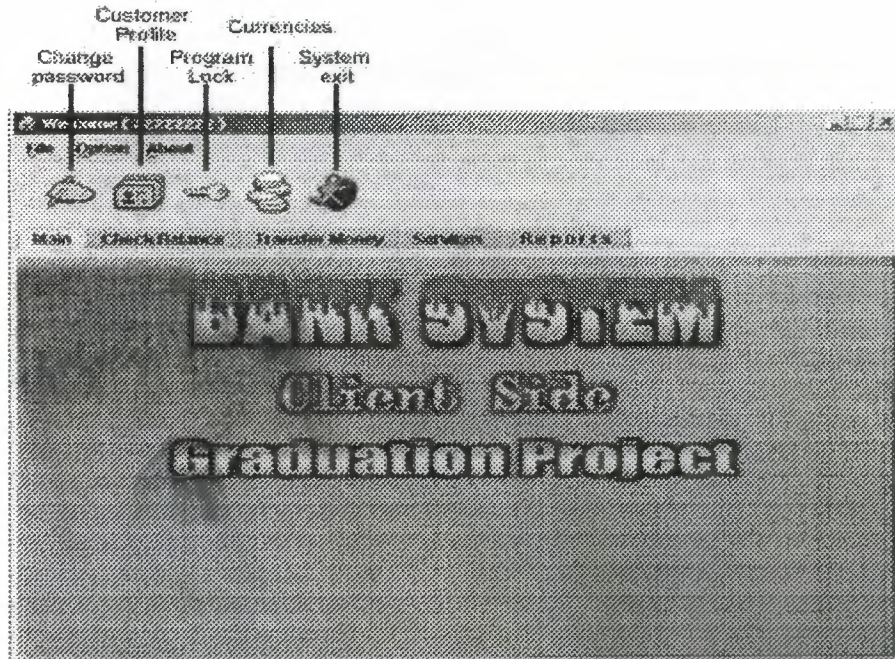 Customer Profile
Currencies
Change password
Program Lock
System exit
Welcome
File Option About
Main Check Balance Transfer Money Services Reports
BANK SYSTEM
Client Side
Graduation Project